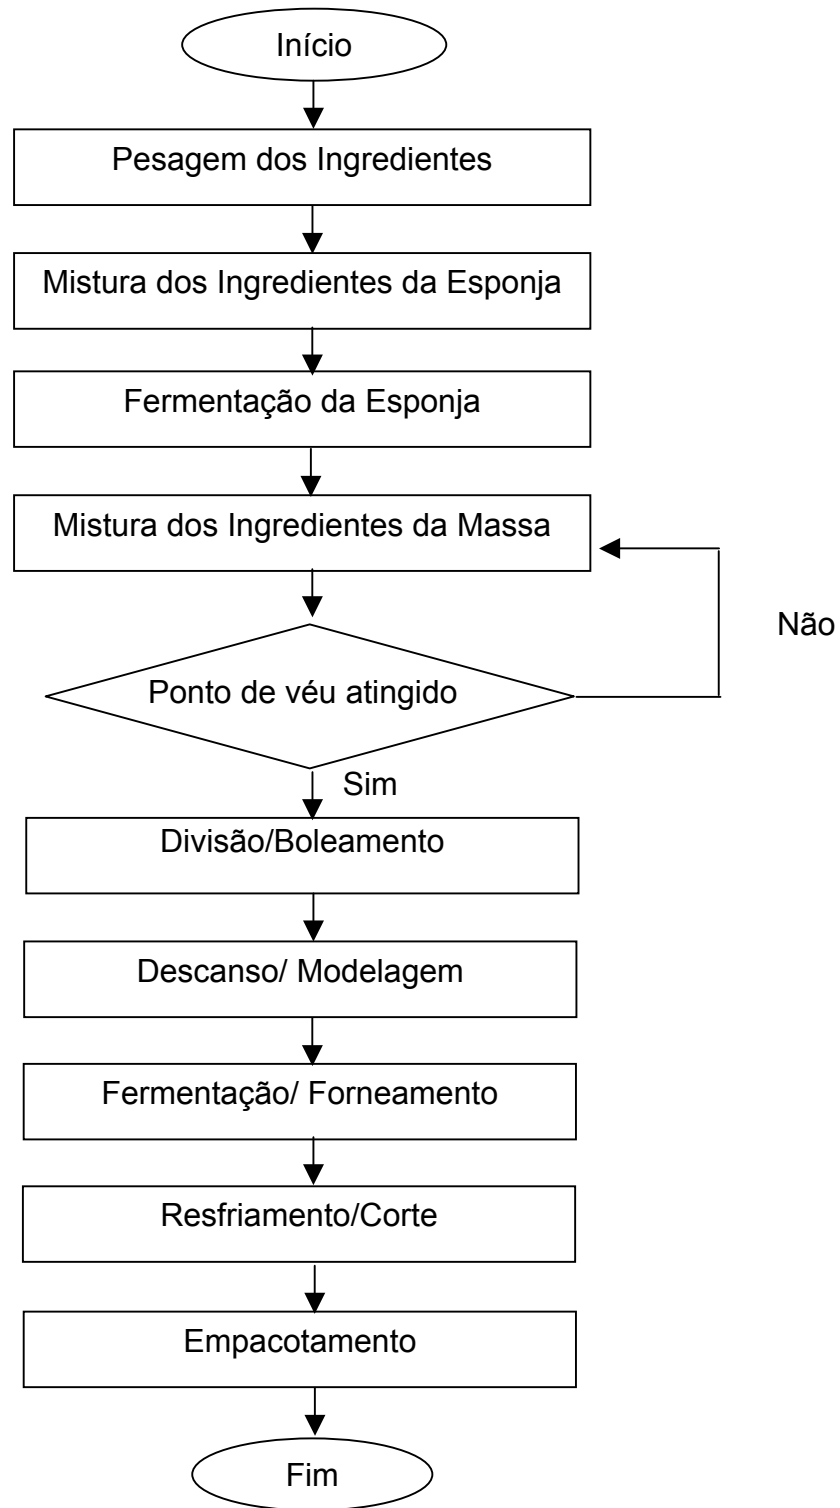 Início
Pesagem dos Ingredientes
Mistura dos Ingredientes da Esponja
Fermentação da Esponja
Mistura dos Ingredientes da Massa
Não
Ponto de véu atingido
Sim
Divisão/Boleamento
Descanso/ Modelagem
Fermentação/ Forneamento
Resfriamento/Corte
Empacotamento
Fim